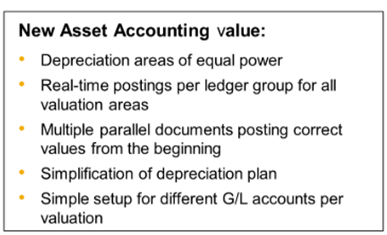 New Asset Accounting value:
• Depreciation areas of equal power
• Real-time postings per ledger group for all
valuation areas
• Multiple parallel documents posting correct
values from the beginning
• Simplification of depreciation plan
• Simple setup for different G/L accounts per
valuation